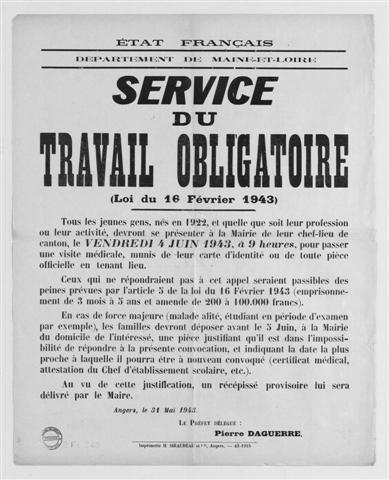 ÉTAT FRANÇAIS
DEPARTEMENT DE MAINE-ET-LOIRE
SERVICE
DU
TRAVAIL OBLIGATOIRE
(Loi du 16 Février 1943)
Tous les jeunes gens, nés en 1922, et quelque que soit leur profession
ou leur activité, devront se présenter à la Mairie de leur chef-lieu de
canton, le VENDREDI 4 JUIN 1943, à 9 heures, pour passer
une visite médicale, munis de leur carte d'identité ou de toute pièce
officielle en tenant lieu.
Ceux qui ne répondraient pas à cet appel seraient passibles des
peines prévues par l'article 5 de la loi du 16 Février 1943 (emprisonne-
ment de 3 mois à 5 ans et amende de 200 à 100.000 francs).
En cas de force majeure (malade alité, étudiant en période d'examen
par exemple), les familles devront déposer avant le 5 Juin, à la Mairie
du domicile de l'intéressé, une pièce justifiant qu'il est dans l'impossi-
bilité de répondre à la présente convocation, et indiquant la date la plus
proche à laquelle il pourra être à nouveau convoqué (certificat médical,
attestation du Chef d'établissement scolaire, etc.).
Au vu de cette justification, un récépissé provisoire lui sera
délivré par le Maire.
Angers, le 31 Mai 1943.
LE PRÉFET DÉLÉGUÉ :
Pierre DAGUERRE.
Imprimerie H. SIRAUDEAU et Cie, Angers. — 43-1915